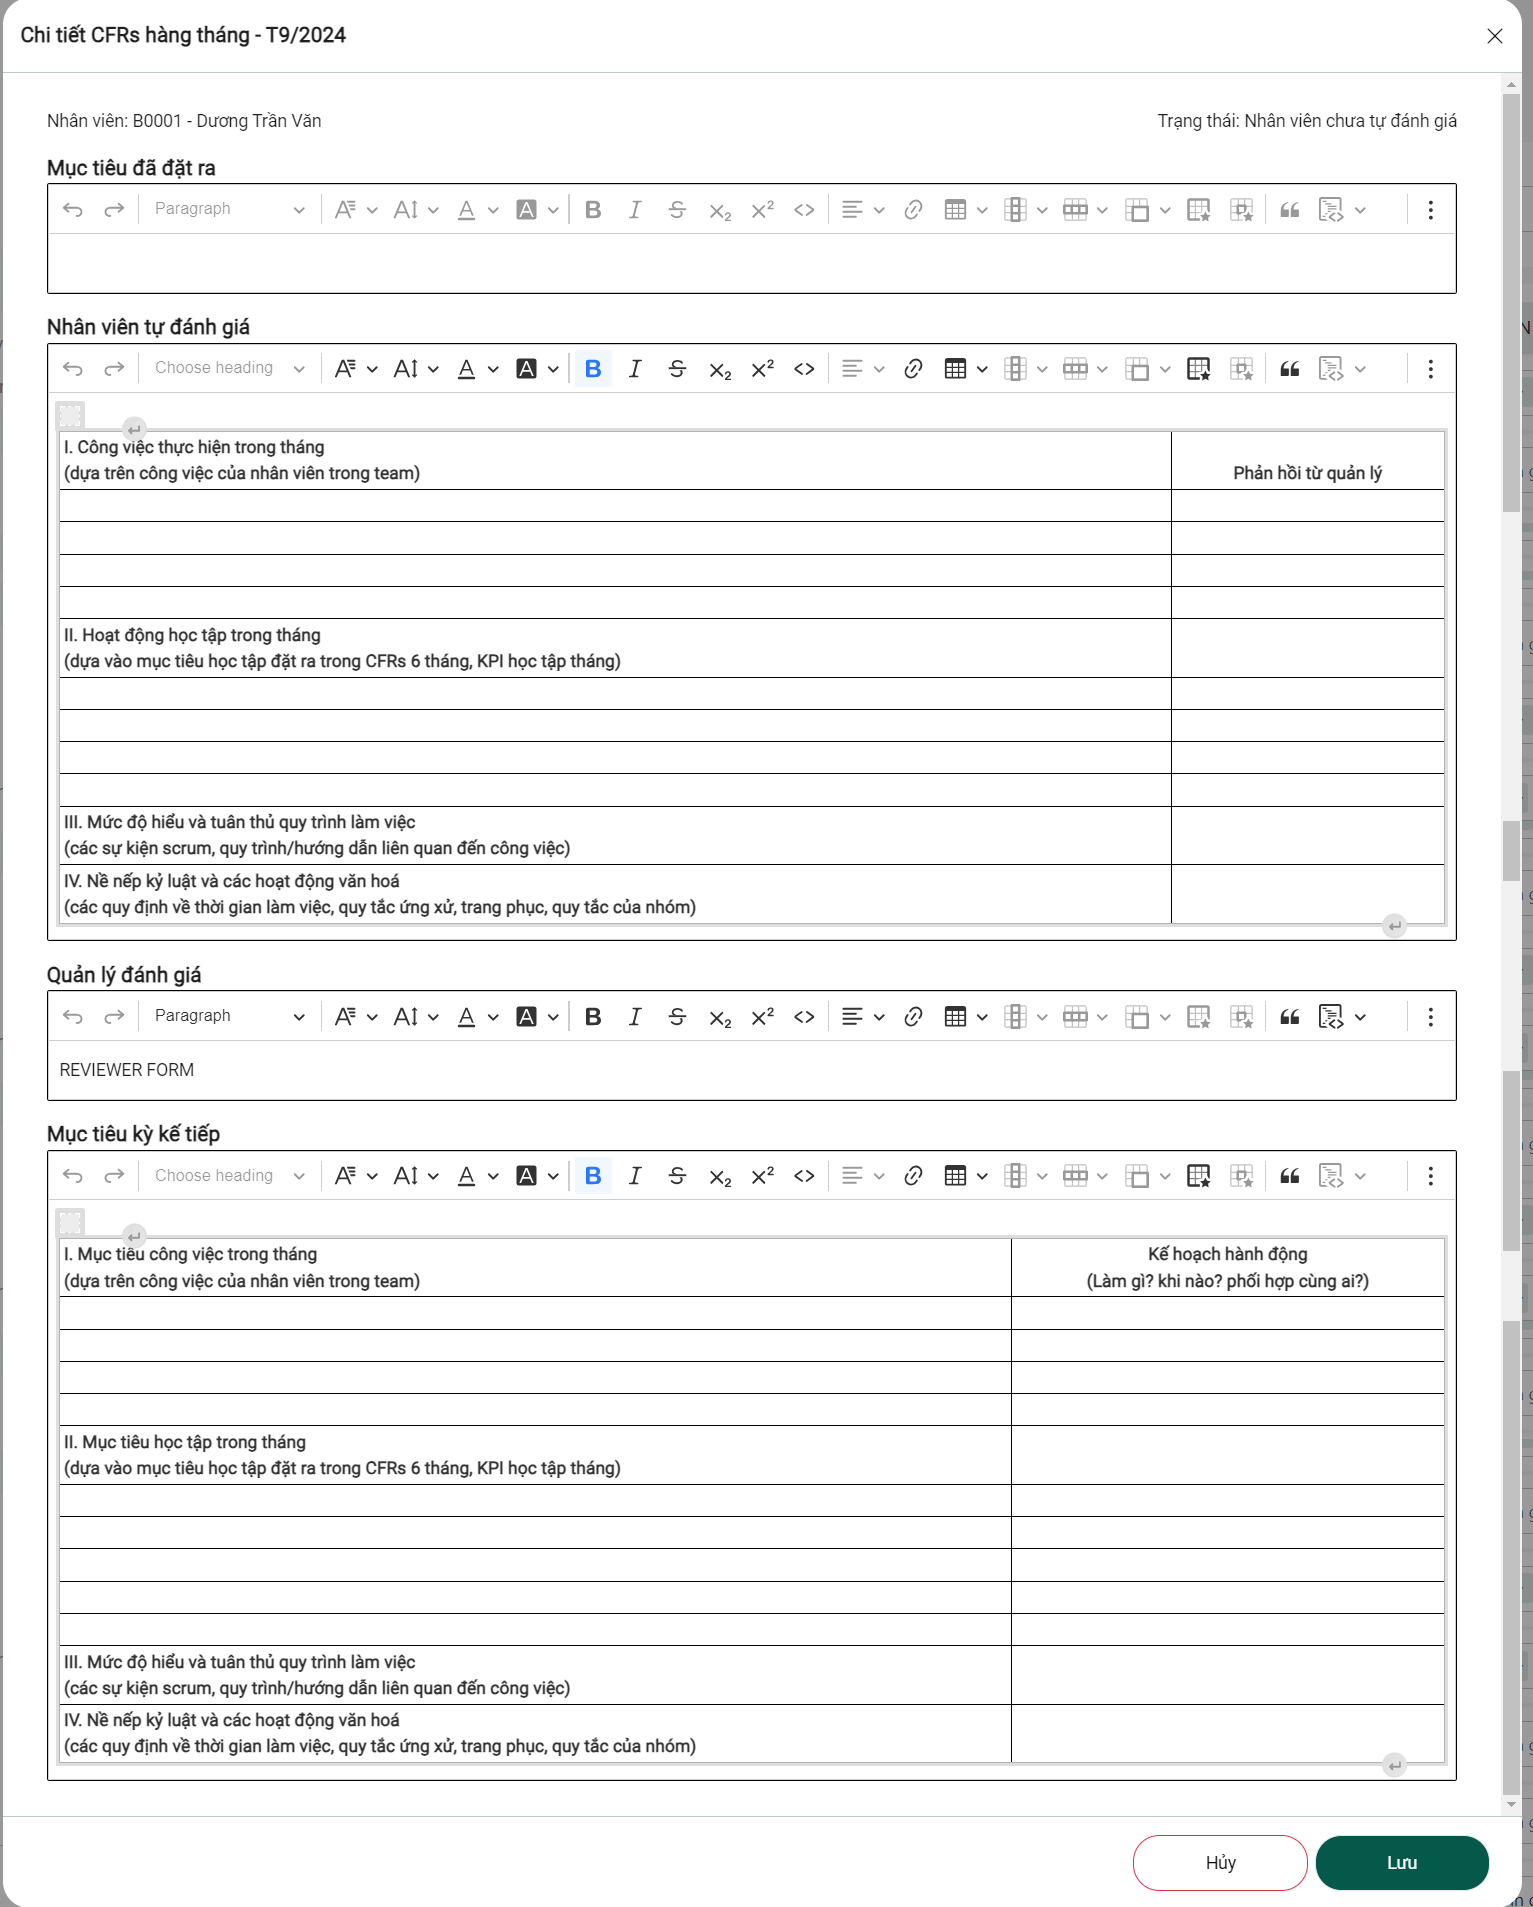 Chi tiết CFRs hàng tháng - T9/2024
Nhân viên: B0001 - Dương Trần Văn
Trạng thái: Nhân viên chưa tự đánh giá
Mục tiêu đã đặt ra
Paragraph
Nhân viên tự đánh giá
Choose heading
I. Công việc thực hiện trong tháng
(dựa trên công việc của nhân viên trong team)
Phản hồi từ quản lý
II. Hoạt động học tập trong tháng
(dựa vào mục tiêu học tập đặt ra trong CFRs 6 tháng, KPI học tập tháng)
III. Mức độ hiểu và tuân thủ quy trình làm việc
(các sự kiện scrum, quy trình/hướng dẫn liên quan đến công việc)
IV. Nề nếp kỷ luật và các hoạt động văn hoá
(các quy định về thời gian làm việc, quy tắc ứng xử, trang phục, quy tắc của nhóm)
Quản lý đánh giá
Paragraph
REVIEWER FORM
Mục tiêu kỳ kế tiếp
Choose heading
I. Mục tiêu công việc trong tháng
(dựa trên công việc của nhân viên trong team)
Kế hoạch hành động
(Làm gì? khi nào? phối hợp cùng ai?)
II. Mục tiêu học tập trong tháng
(dựa vào mục tiêu học tập đặt ra trong CFRs 6 tháng, KPI học tập tháng)
III. Mức độ hiểu và tuân thủ quy trình làm việc
(các sự kiện scrum, quy trình/hướng dẫn liên quan đến công việc)
IV. Nề nếp kỷ luật và các hoạt động văn hoá
(các quy định về thời gian làm việc, quy tắc ứng xử, trang phục, quy tắc của nhóm)
Hủy
Lưu